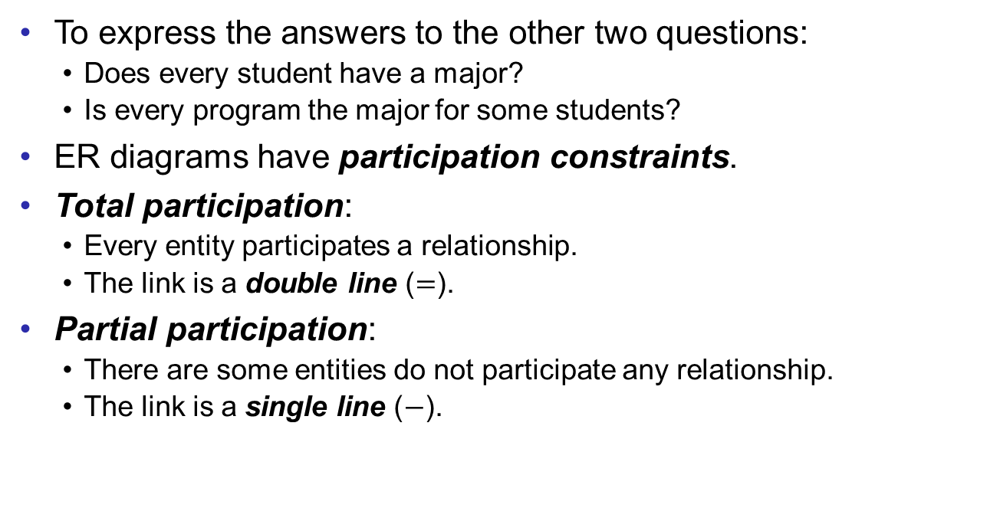 • To express the answers to the other two questions:
• Does every student have a major?
• Is every program the major for some students?
• ER diagrams have participation constraints.
• Total participation:
• Every entity participates a relationship.
• The link is a double line (=).
• Partial participation:
• There are some entities do not participate any relationship.
• The link is a single line (−).